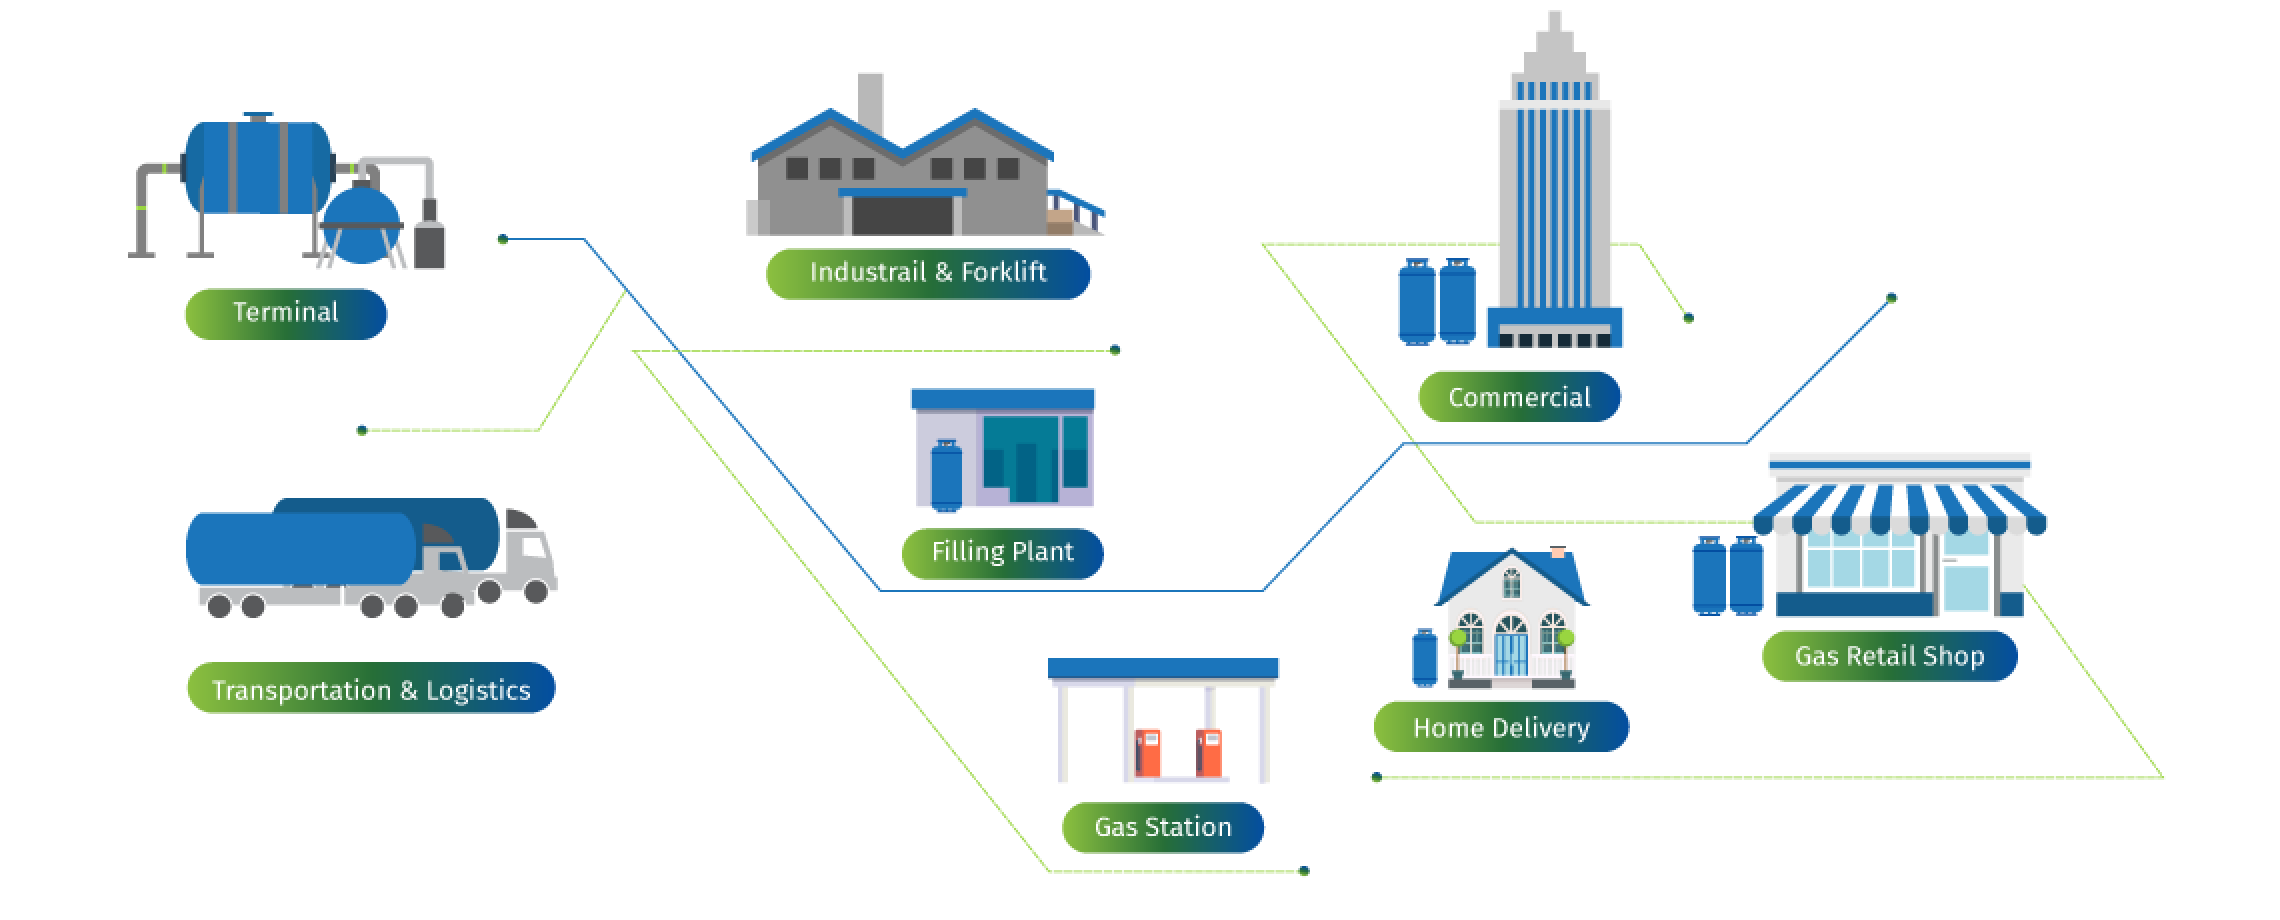 Terminal
Industrail & Forklift
Commercial
Filling Plant
Transportation & Logistics
Gas Retail Shop
Home Delivery
Gas Station